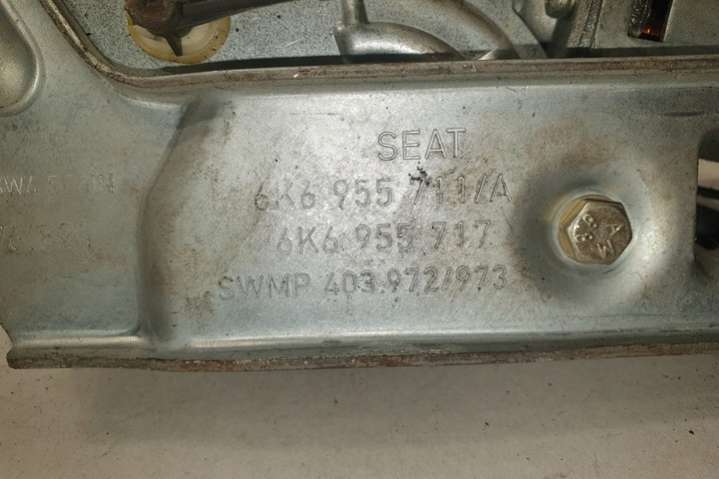 SEAT
6K6 955 711/A
6K6 955 717
SWMP 403.972/973